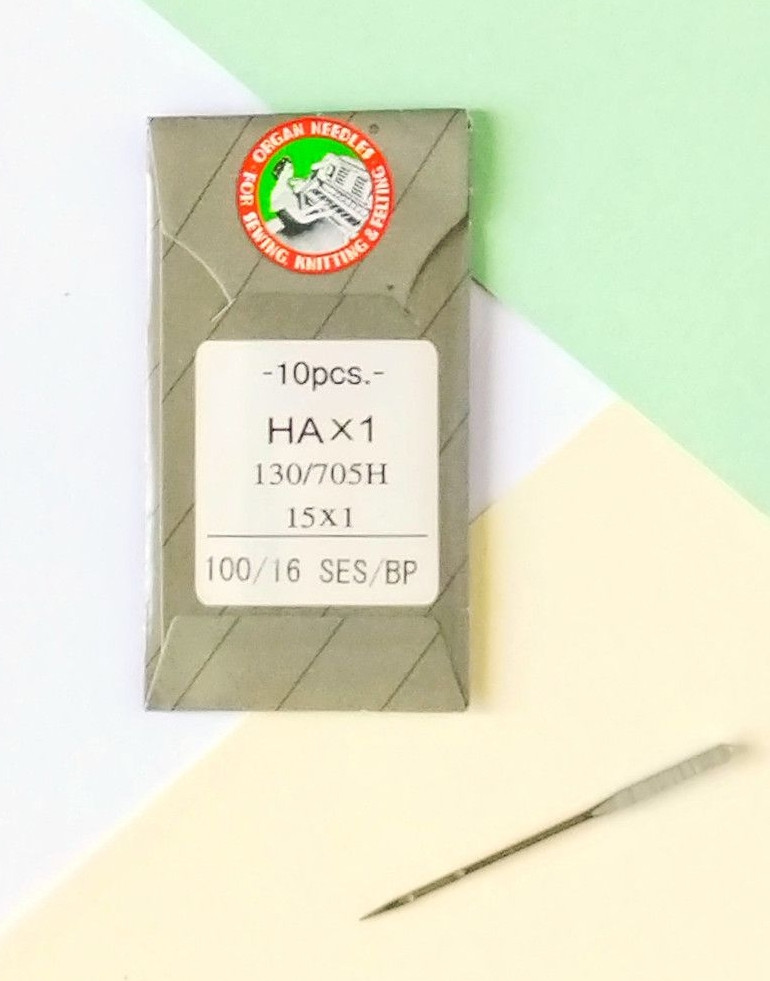 ORGAN NEEDLES
· FOR SEWING, KNITTING & FELTING ·
-10pcs.-
HA×1
130/705H
15x1
100/16 SES/BP